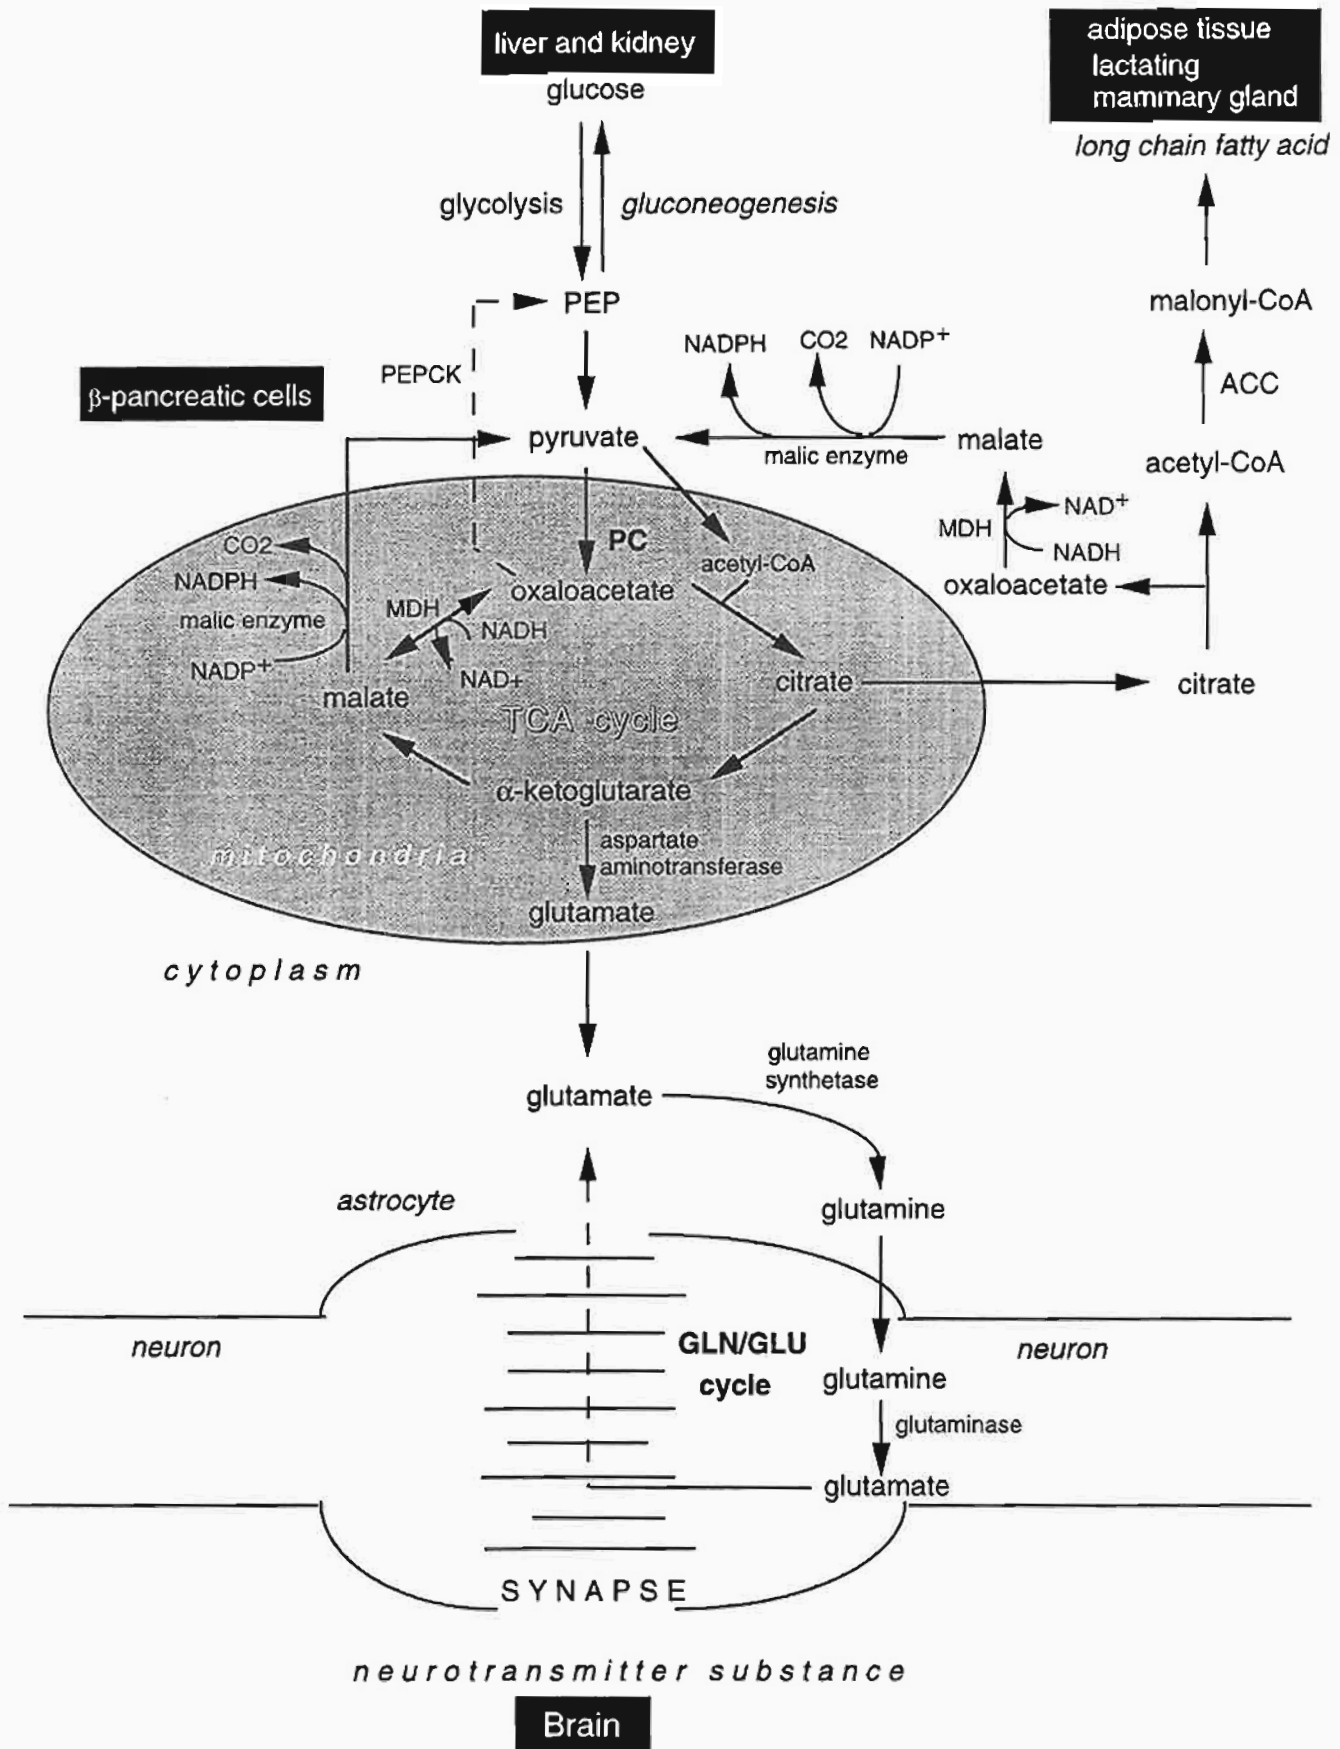 liver and kidney
adipose tissue
lactating
mammary gland
glucose
long chain fatty acid
glycolysis
gluconeogenesis
PEP
malonyl-CoA
NADPH
CO2
NADP+
PEPCK
ACC
β-pancreatic cells
pyruvate
malic enzyme
malate
acetyl-CoA
NAD+
MDH
NADH
PC
CO2
acetyl-CoA
NADPH
oxaloacetate
oxaloacetate
MDH
malic enzyme
NADH
NADP+
NAD+
citrate
citrate
malate
TCA cycle
α-ketoglutarate
aspartate
aminotransferase
mitochondria
glutamate
cytoplasm
glutamine
synthetase
glutamate
astrocyte
glutamine
neuron
GLN/GLU
cycle
neuron
glutamine
glutaminase
glutamate
SYNAPSE
neurotransmitter substance
Brain